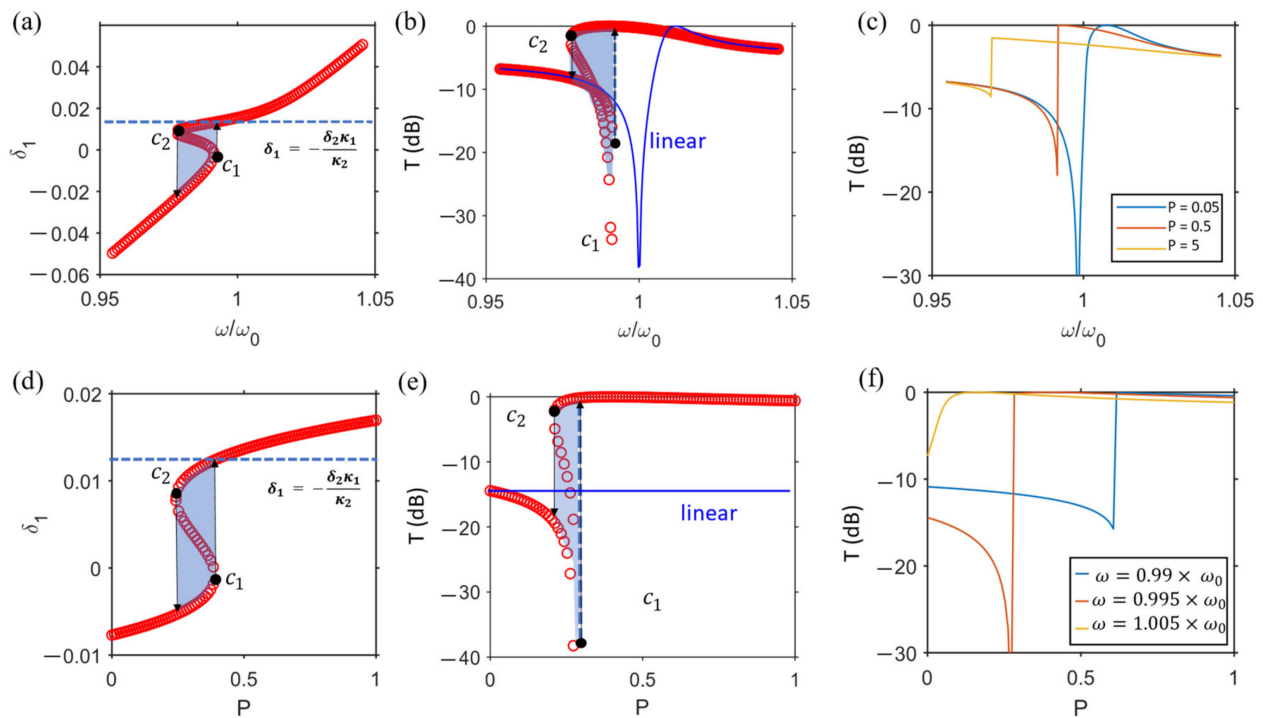 (a)
0.04
0.02
0
−0.02
−0.04
−0.06
δ1
c2
c1
δ1 = −δ2κ1/κ2
0.95
1
1.05
ω/ω0
(b)
0
−10
−20
−30
−40
T (dB)
c2
linear
c1
0.95
1
1.05
ω/ω0
(c)
0
−10
−20
−30
T (dB)
P = 0.05
P = 0.5
P = 5
0.95
1
1.05
ω/ω0
(d)
0.02
0.01
0
−0.01
δ1
c2
c1
δ1 = −δ2κ1/κ2
0
0.5
1
P
(e)
0
−10
−20
−30
−40
T (dB)
c2
linear
c1
0
0.5
1
P
(f)
0
−10
−20
−30
T (dB)
ω = 0.99 × ω0
ω = 0.995 × ω0
ω = 1.005 × ω0
0
0.5
1
P